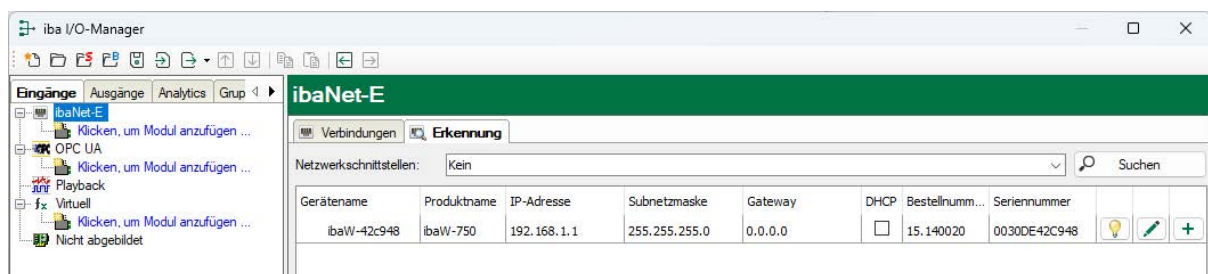 iba I/O-Manager
Eingänge Ausgänge Analytics Grup
ibaNet-E
Klicken, um Modul anzufügen ...
OPC UA
Klicken, um Modul anzufügen ...
Playback
Virtuell
Klicken, um Modul anzufügen ...
Nicht abgebildet
ibaNet-E
Verbindungen Erkennung
Netzwerkschnittstellen: Kein Suchen
Gerätename Produktname IP-Adresse Subnetzmaske Gateway DHCP Bestellnumm... Seriennummer
ibaW-42c948 ibaW-750 192.168.1.1 255.255.255.0 0.0.0.0 15.140020 0030DE42C948